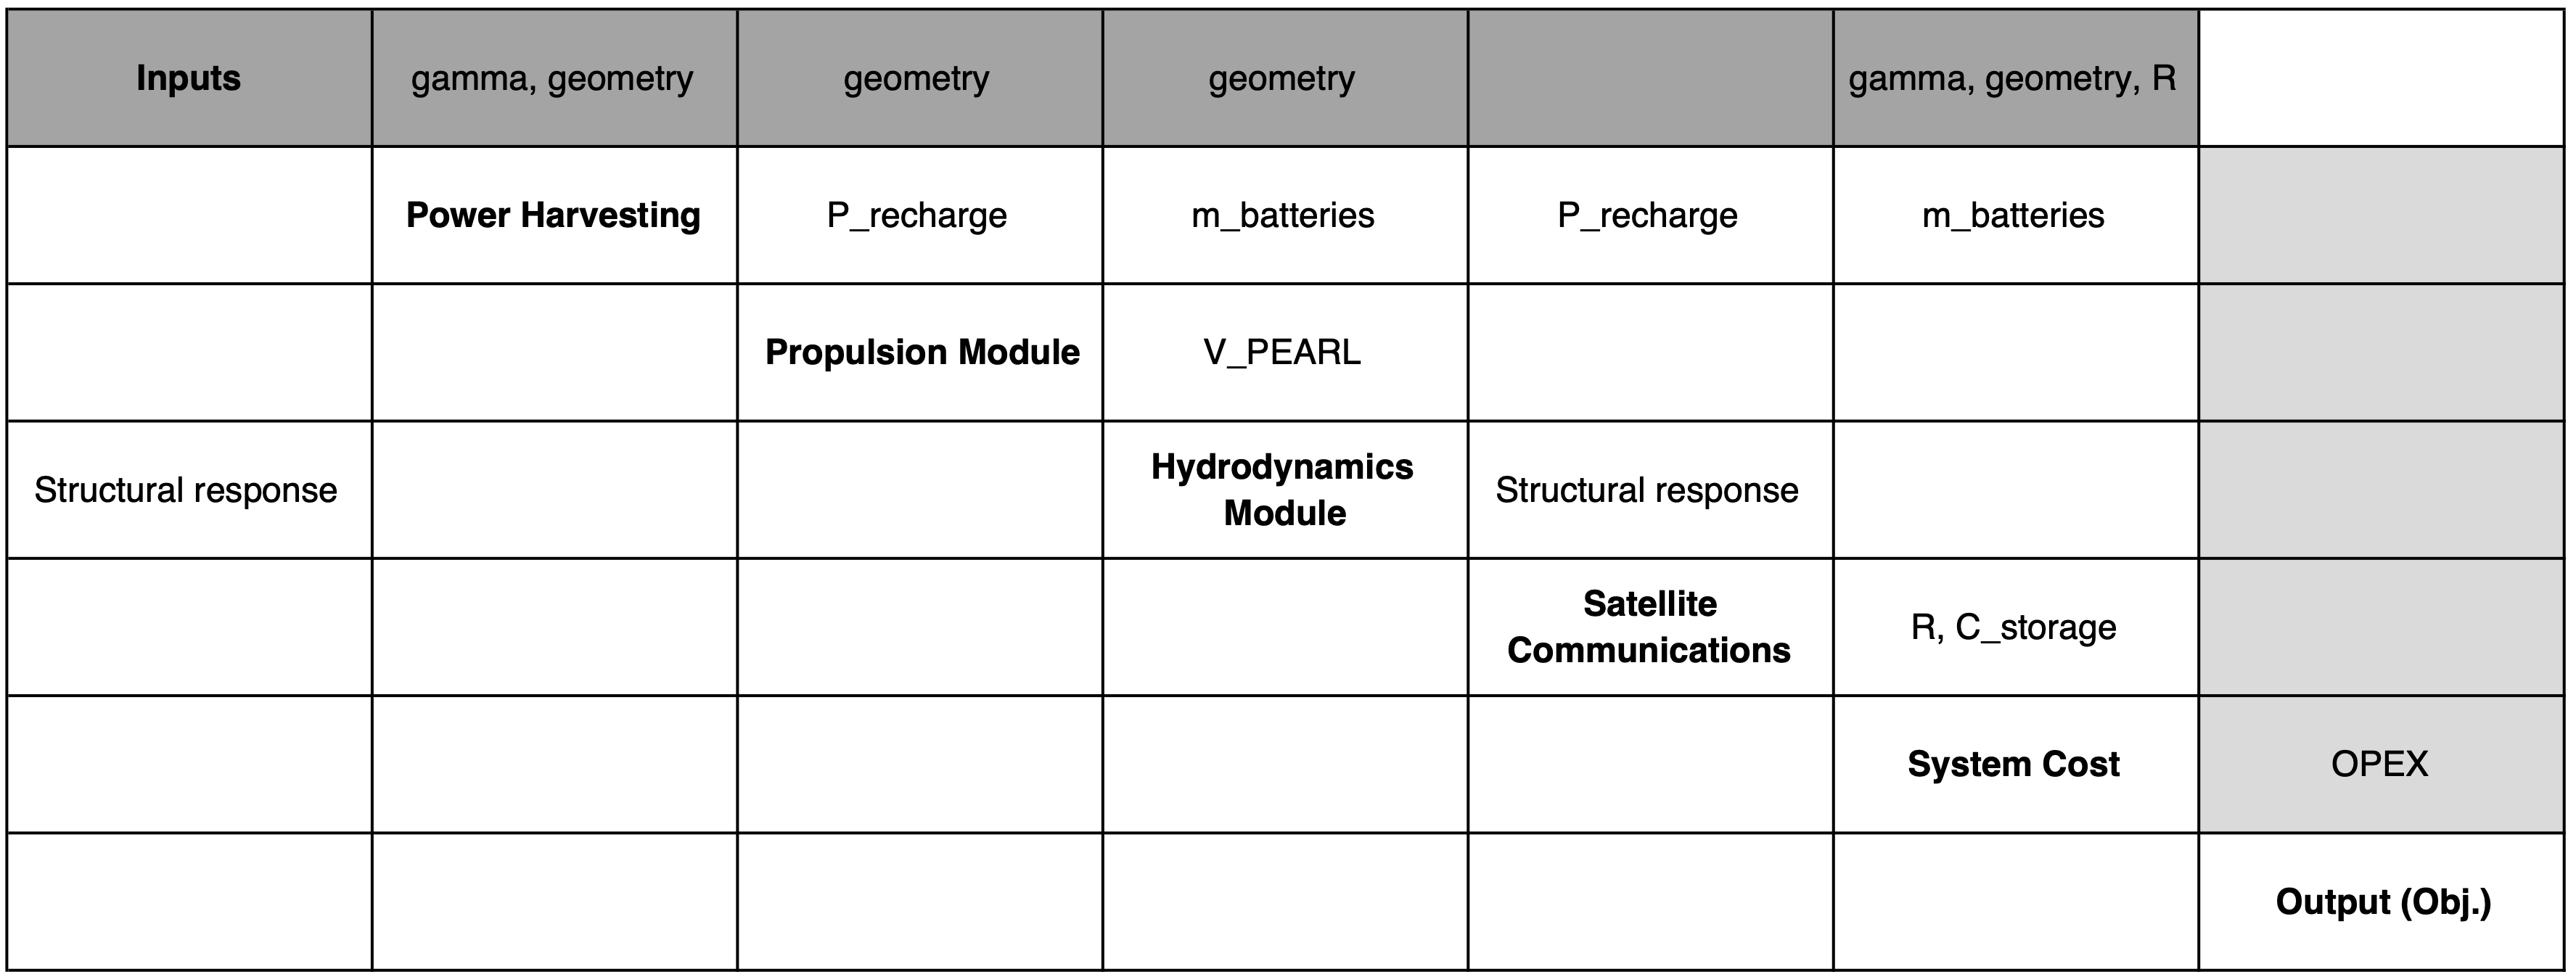 Inputs gamma, geometry geometry geometry gamma, geometry, R
Power Harvesting P_recharge m_batteries P_recharge m_batteries
Propulsion Module V_PEARL
Structural response Hydrodynamics Module Structural response
Satellite Communications R, C_storage
System Cost OPEX
Output (Obj.)